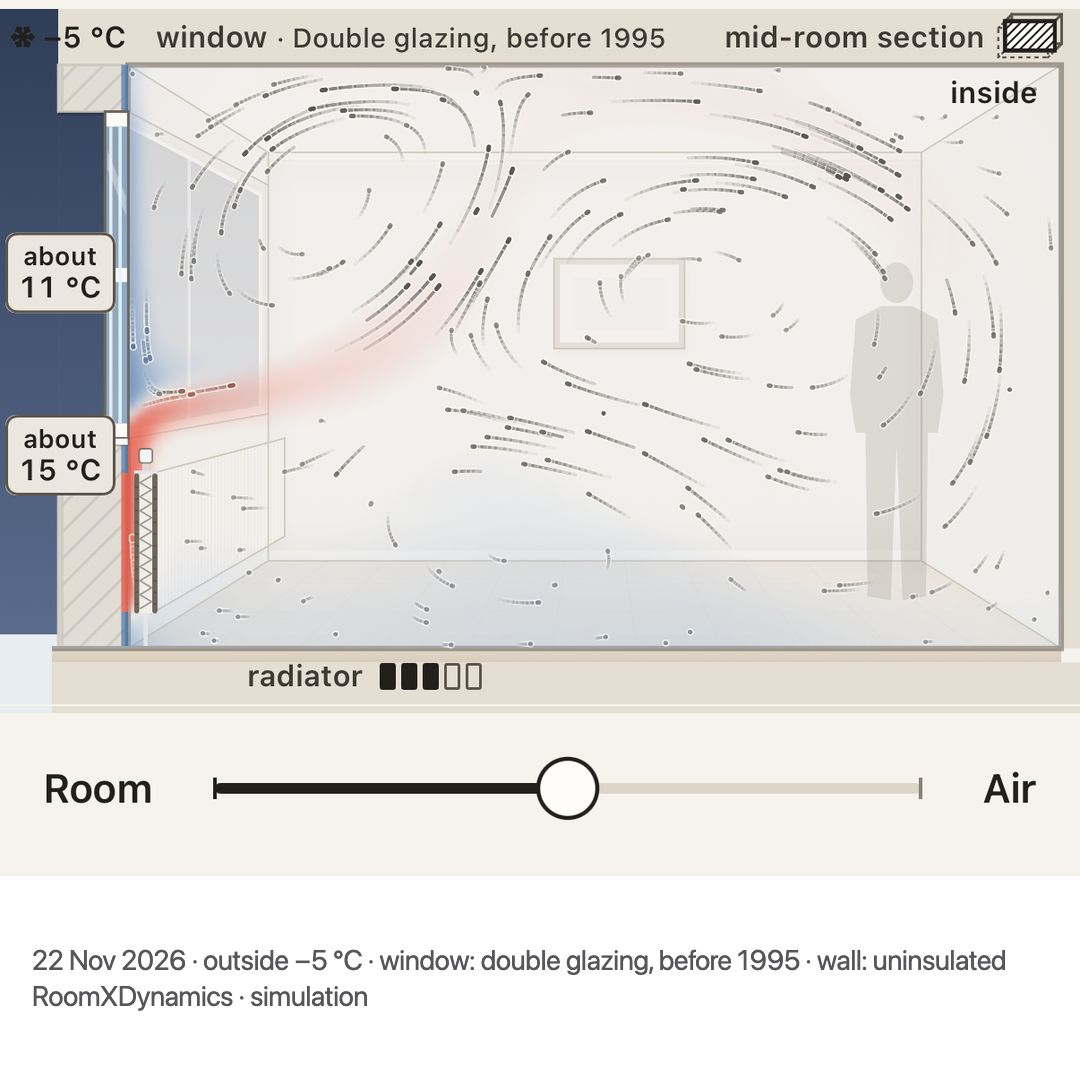 ❄ −5 °C window · Double glazing, before 1995 mid-room section
inside
about
11 °C
about
15 °C
radiator
Room Air
22 Nov 2026 · outside −5 °C · window: double glazing, before 1995 · wall: uninsulated
RoomXDynamics · simulation